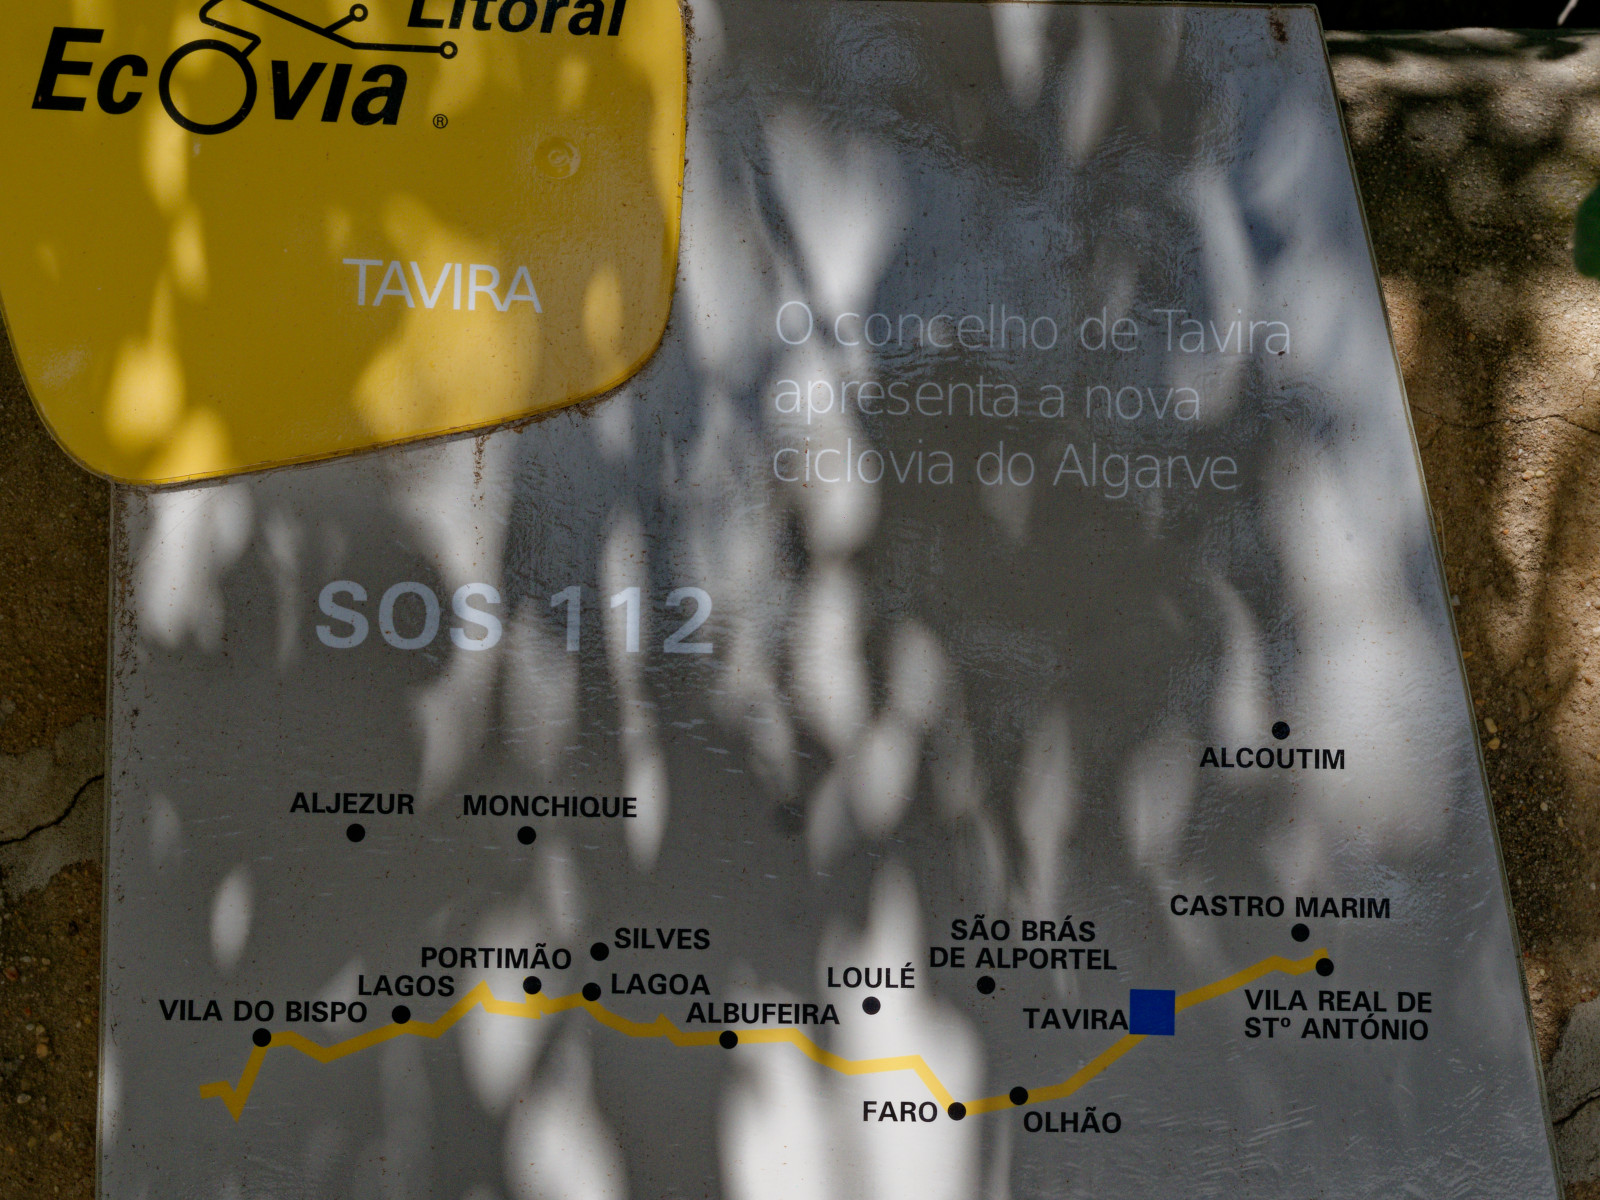 Litoral
Ecovia ®
TAVIRA
O concelho de Tavira
apresenta a nova
ciclovia do Algarve
SOS 112
ALCOUTIM
ALJEZUR
MONCHIQUE
CASTRO MARIM
SÃO BRÁS
DE ALPORTEL
SILVES
PORTIMÃO
LAGOS
LAGOA
LOULÉ
VILA DO BISPO
ALBUFEIRA
TAVIRA
VILA REAL DE
STº ANTÓNIO
FARO
OLHÃO